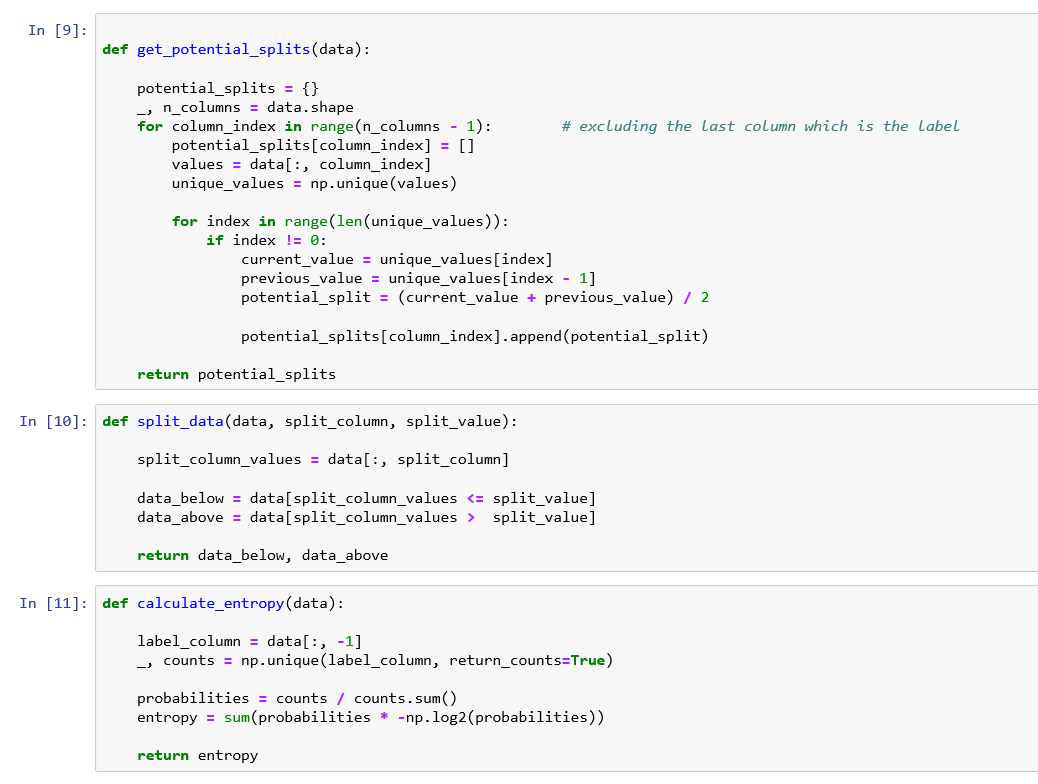 In [9]:
def get_potential_splits(data):

    potential_splits = {}
    _, n_columns = data.shape
    for column_index in range(n_columns - 1):        # excluding the last column which is the label
        potential_splits[column_index] = []
        values = data[:, column_index]
        unique_values = np.unique(values)

        for index in range(len(unique_values)):
            if index != 0:
                current_value = unique_values[index]
                previous_value = unique_values[index - 1]
                potential_split = (current_value + previous_value) / 2

                potential_splits[column_index].append(potential_split)

    return potential_splits

In [10]:
def split_data(data, split_column, split_value):

    split_column_values = data[:, split_column]

    data_below = data[split_column_values <= split_value]
    data_above = data[split_column_values >  split_value]

    return data_below, data_above

In [11]:
def calculate_entropy(data):

    label_column = data[:, -1]
    _, counts = np.unique(label_column, return_counts=True)

    probabilities = counts / counts.sum()
    entropy = sum(probabilities * -np.log2(probabilities))

    return entropy